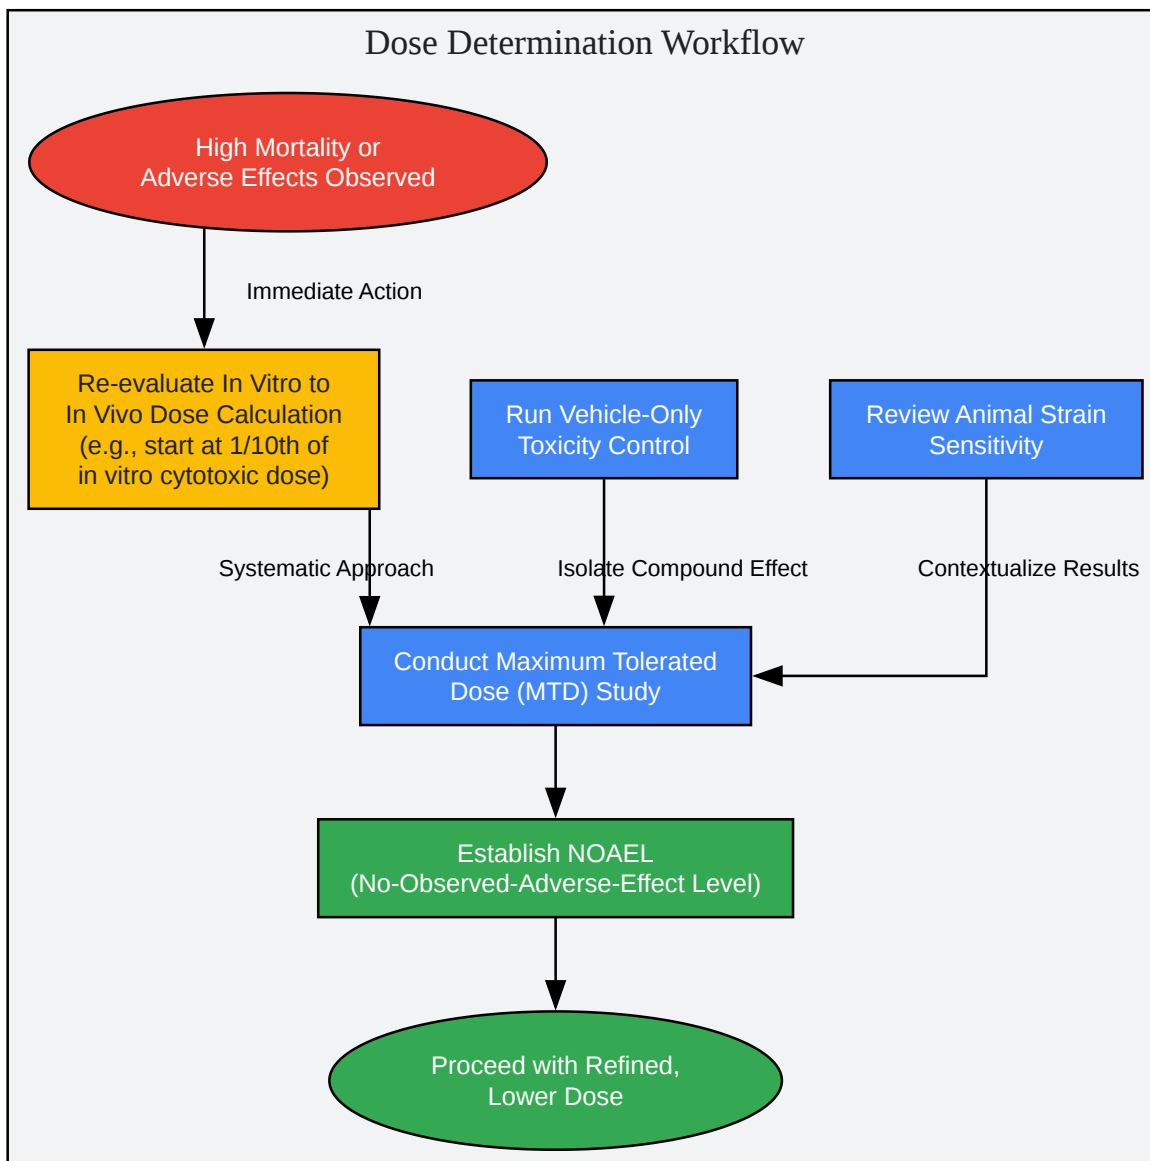 Dose Determination Workflow
High Mortality or
Adverse Effects Observed
Immediate Action
Re-evaluate In Vitro to
In Vivo Dose Calculation
(e.g., start at 1/10th of
in vitro cytotoxic dose)
Run Vehicle-Only
Toxicity Control
Review Animal Strain
Sensitivity
Systematic Approach
Isolate Compound Effect
Contextualize Results
Conduct Maximum Tolerated
Dose (MTD) Study
Establish NOAEL
(No-Observed-Adverse-Effect Level)
Proceed with Refined,
Lower Dose